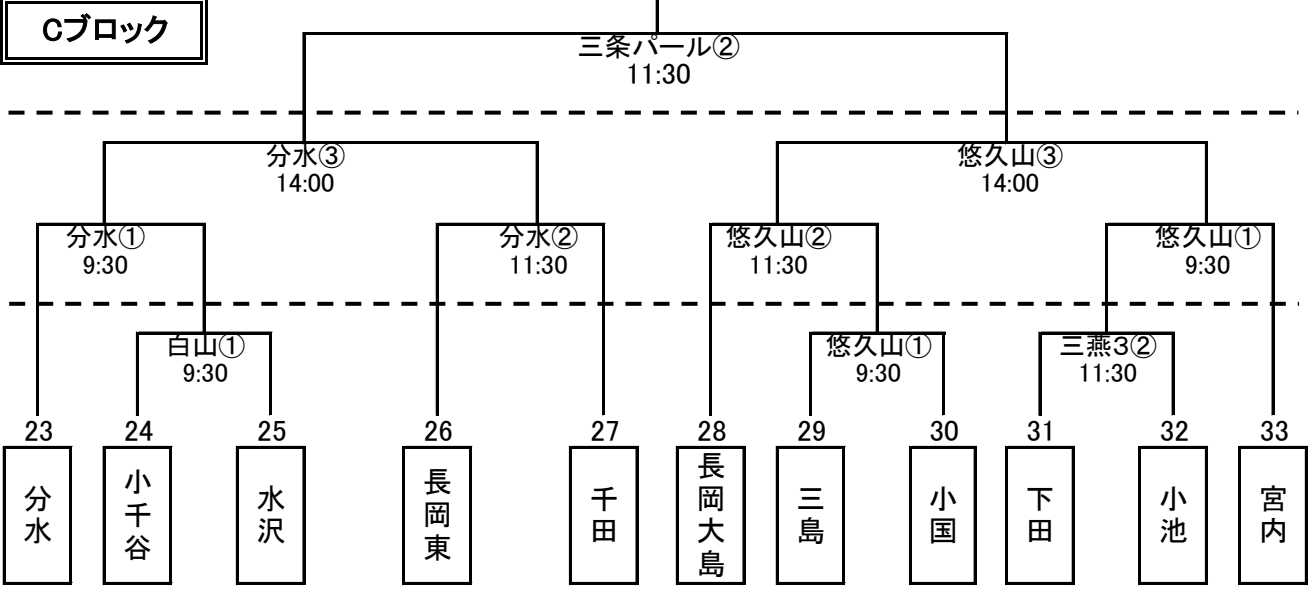 Cブロック
三条パール②
11:30
分水③
14:00
悠久山③
14:00
分水①
9:30
分水②
11:30
悠久山②
11:30
悠久山①
9:30
白山①
9:30
悠久山①
9:30
三燕3②
11:30
23
24
25
26
27
28
29
30
31
32
33
分水
小千谷
水沢
長岡東
千田
長岡大島
三島
小国
下田
小池
宮内